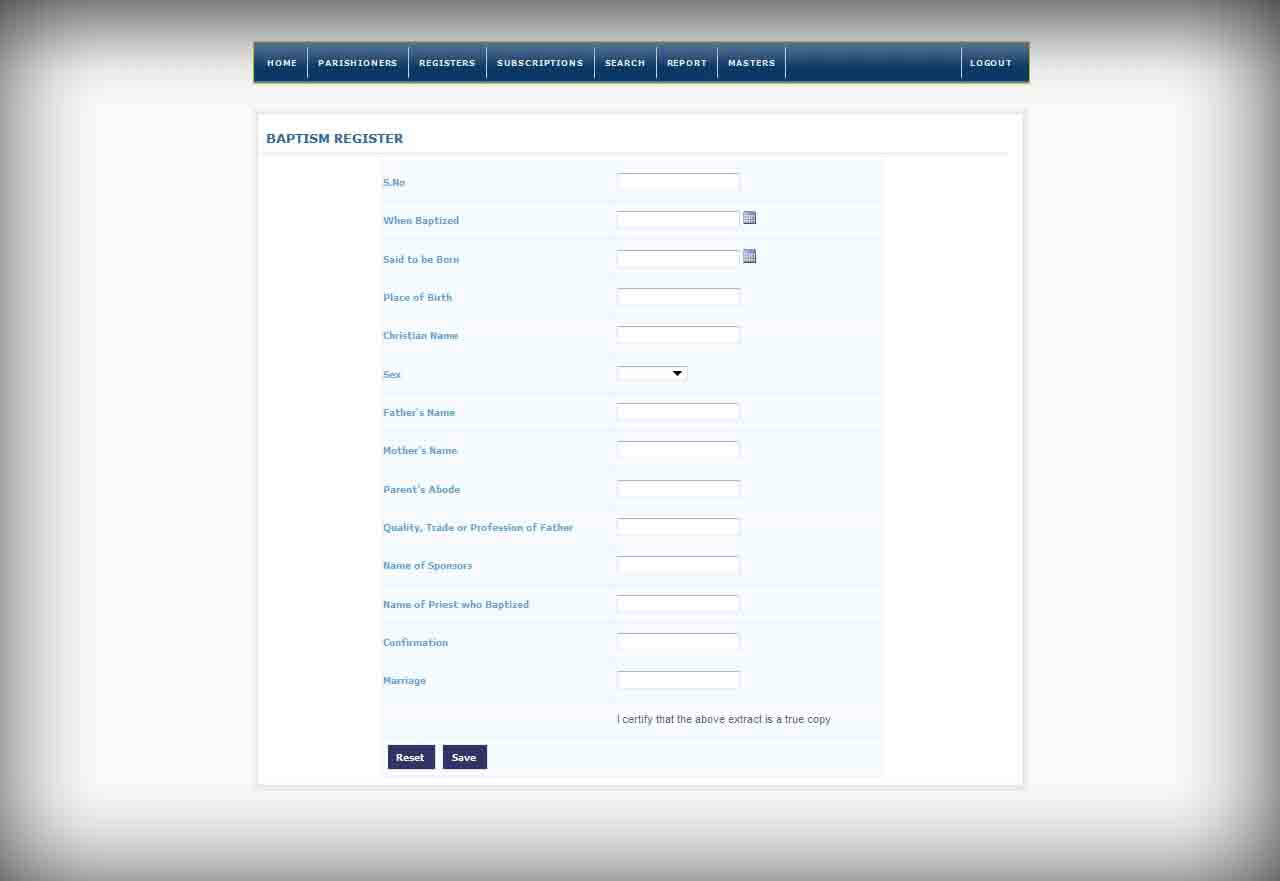 HOME PARISHIONERS REGISTERS SUBSCRIPTIONS SEARCH REPORT MASTERS LOGOUT
BAPTISM REGISTER
S.No
When Baptized
Said to be Born
Place of Birth
Christian Name
Sex
Father's Name
Mother's Name
Parent's Abode
Quality, Trade or Profession of Father
Name of Sponsors
Name of Priest who Baptized
Confirmation
Marriage
I certify that the above extract is a true copy
Reset Save